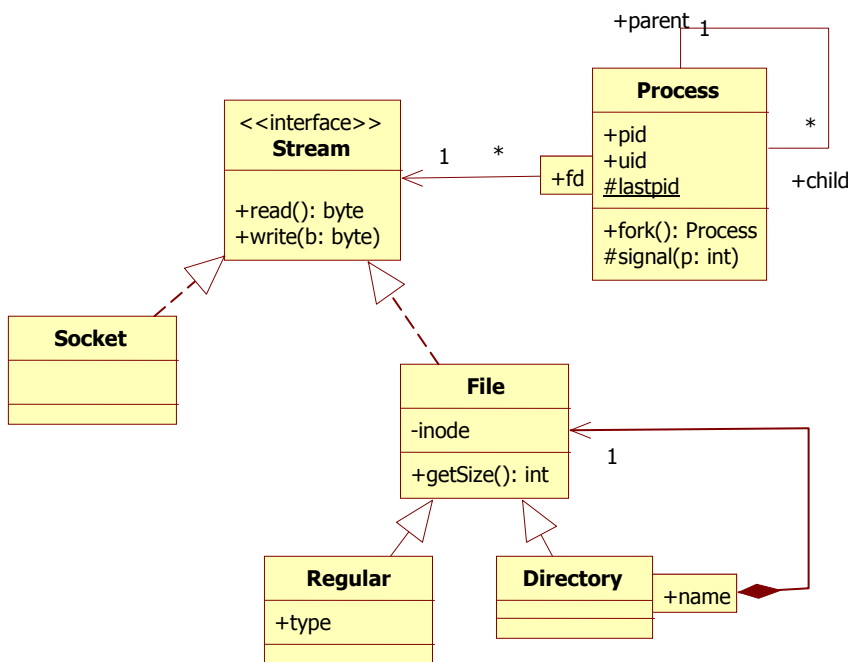 +parent 1
Process
+pid
+uid
#lastpid
+fork(): Process
#signal(p: int)
*
+child
<<interface>>
Stream
+read(): byte
+write(b: byte)
1
*
+fd
Socket
File
-inode
+getSize(): int
1
Regular
+type
Directory
+name